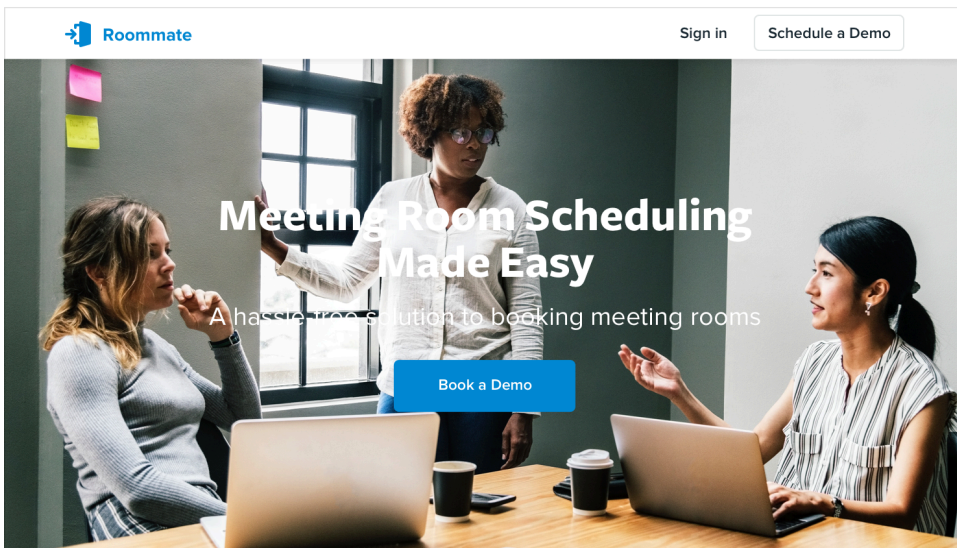 Roommate
Sign in
Schedule a Demo
Meeting Room Scheduling
Made Easy
A hassle-free solution to booking meeting rooms
Book a Demo